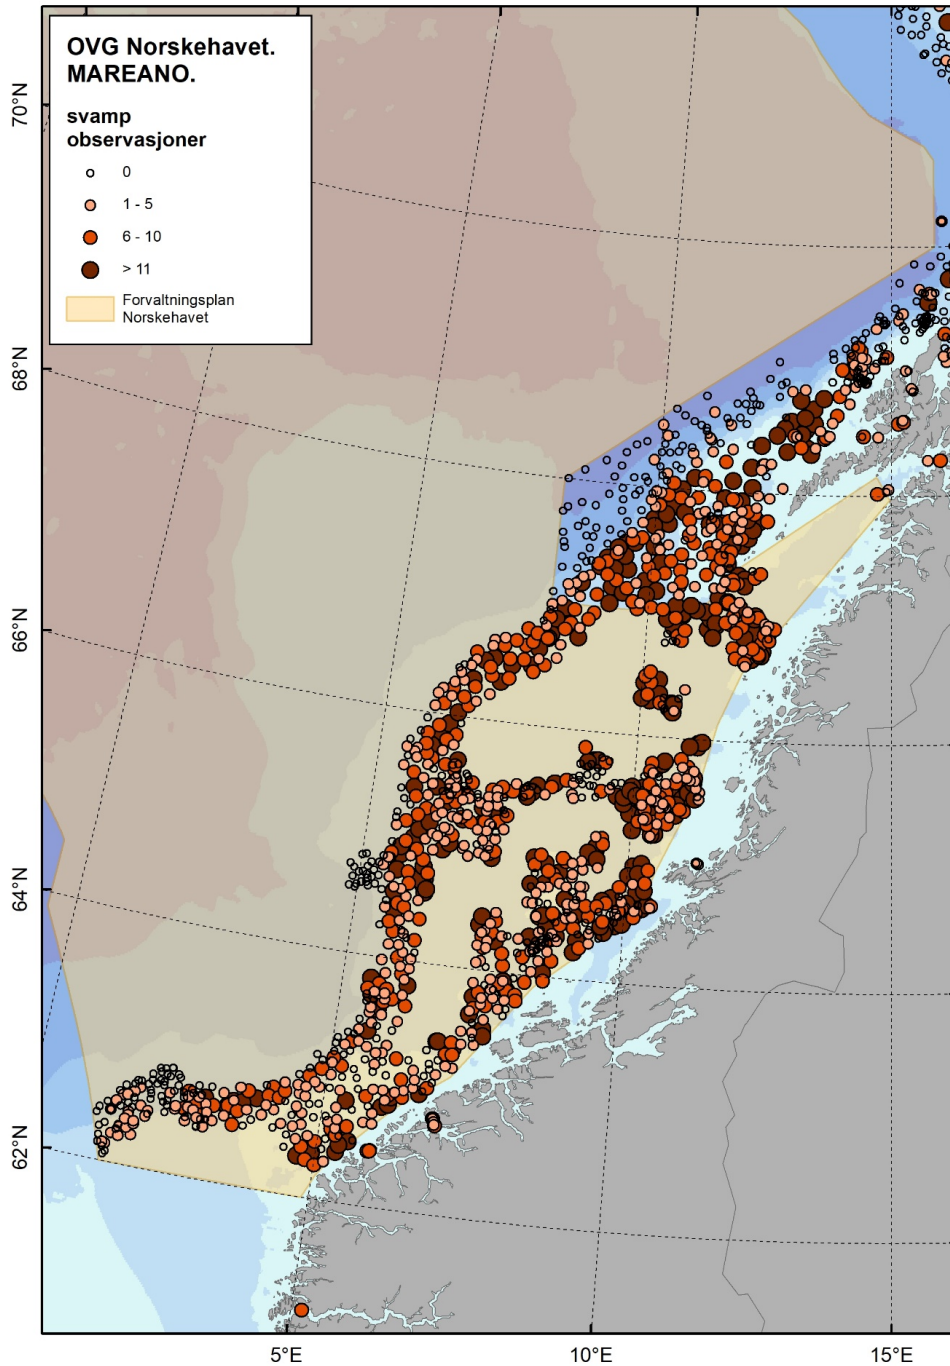 OVG Norskehavet.
MAREANO.
svamp
observasjoner
0
1 - 5
6 - 10
> 11
Forvaltningsplan
Norskehavet
70°N
68°N
66°N
64°N
62°N
5°E
10°E
15°E